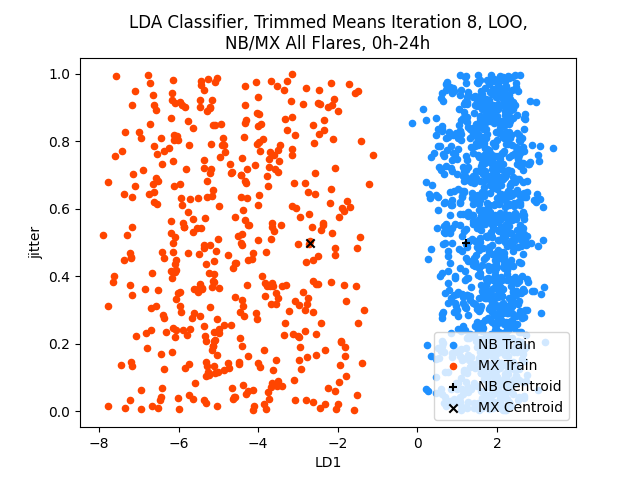 LDA Classifier, Trimmed Means Iteration 8, LOO,
NB/MX All Flares, 0h-24h
1.0
0.8
0.6
0.4
0.2
0.0
jitter
−8
−6
−4
−2
0
2
LD1
NB Train
MX Train
NB Centroid
MX Centroid